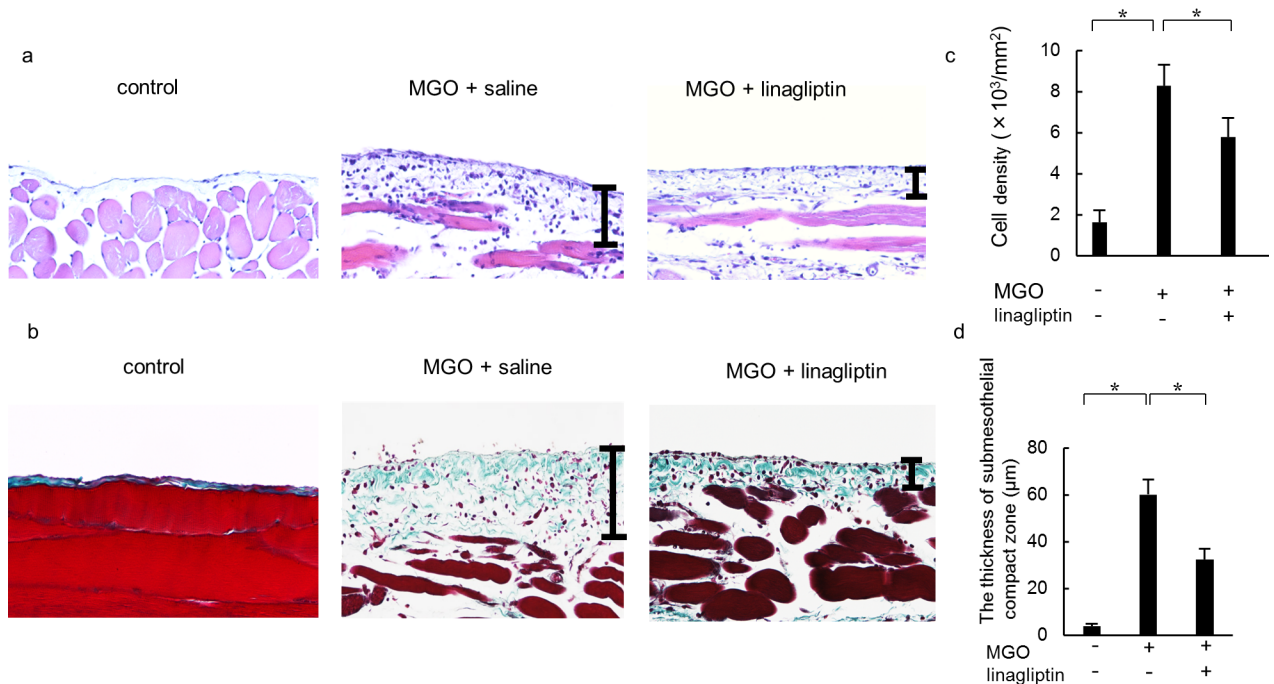 a
control
MGO + saline
MGO + linagliptin
b
control
MGO + saline
MGO + linagliptin
c
* *
Cell density (×10³/mm²)
10
8
6
4
2
0
MGO - + +
linagliptin - - +
d
* *
The thickness of submesothelial
compact zone (μm)
80
60
40
20
0
MGO - + +
linagliptin - - +